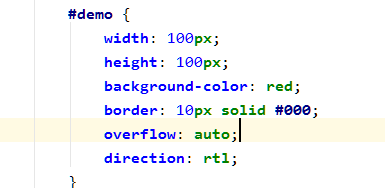 #demo {
width: 100px;
height: 100px;
background-color: red;
border: 10px solid #000;
overflow: auto;
direction: rtl;
}